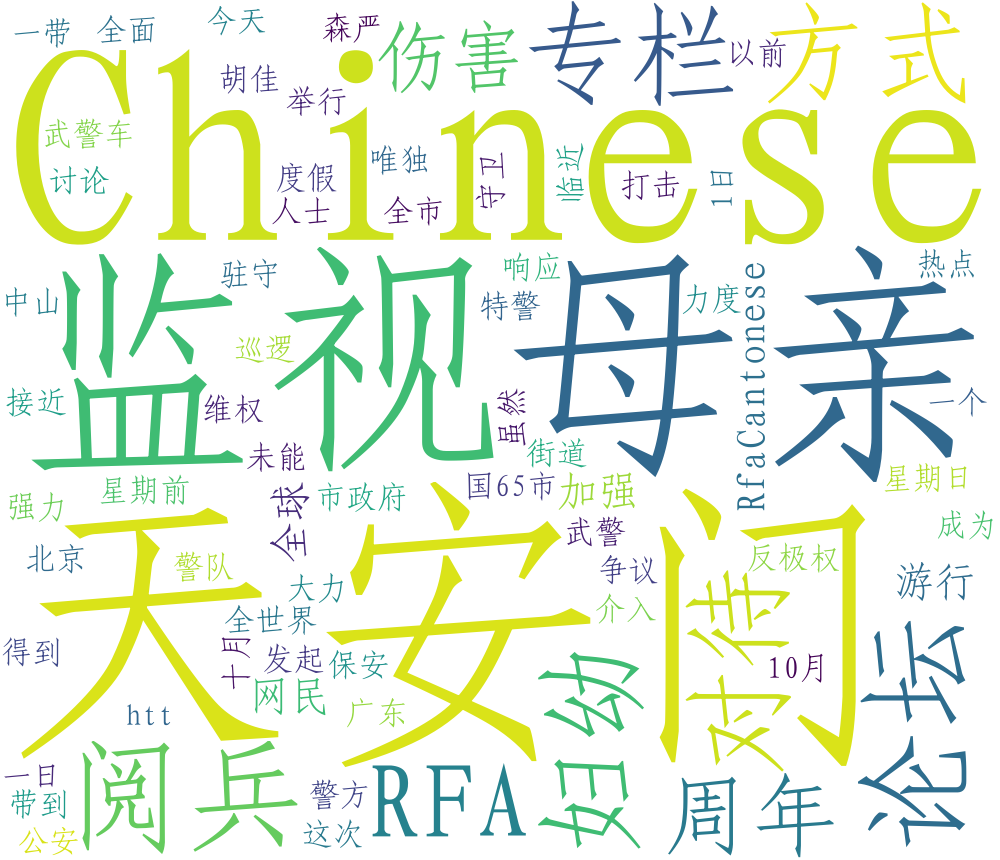 一带
全面
今天
森严
伤害
专栏
以前
方式
胡佳
举行
Chinese
武警车
讨论
度假
唯独
守卫
临近
打击
1日
人士
全市
监视
母亲
驻守
响应
热点
中山
特警
力度
RfaCantonese
巡逻
接近
维权
虽然
一个
未能
街道
星期前
全球
市政府
国65市
加强
星期日
强力
天安门
武警
成为
北京
警队
争议
反极权
大力
介入
对待
游行
全世界
十月
得到
发起
保安
妇幼
10月
论坛
网民
htt
广东
阅兵
RFA
周年
一日
带到
警方
公安
这次